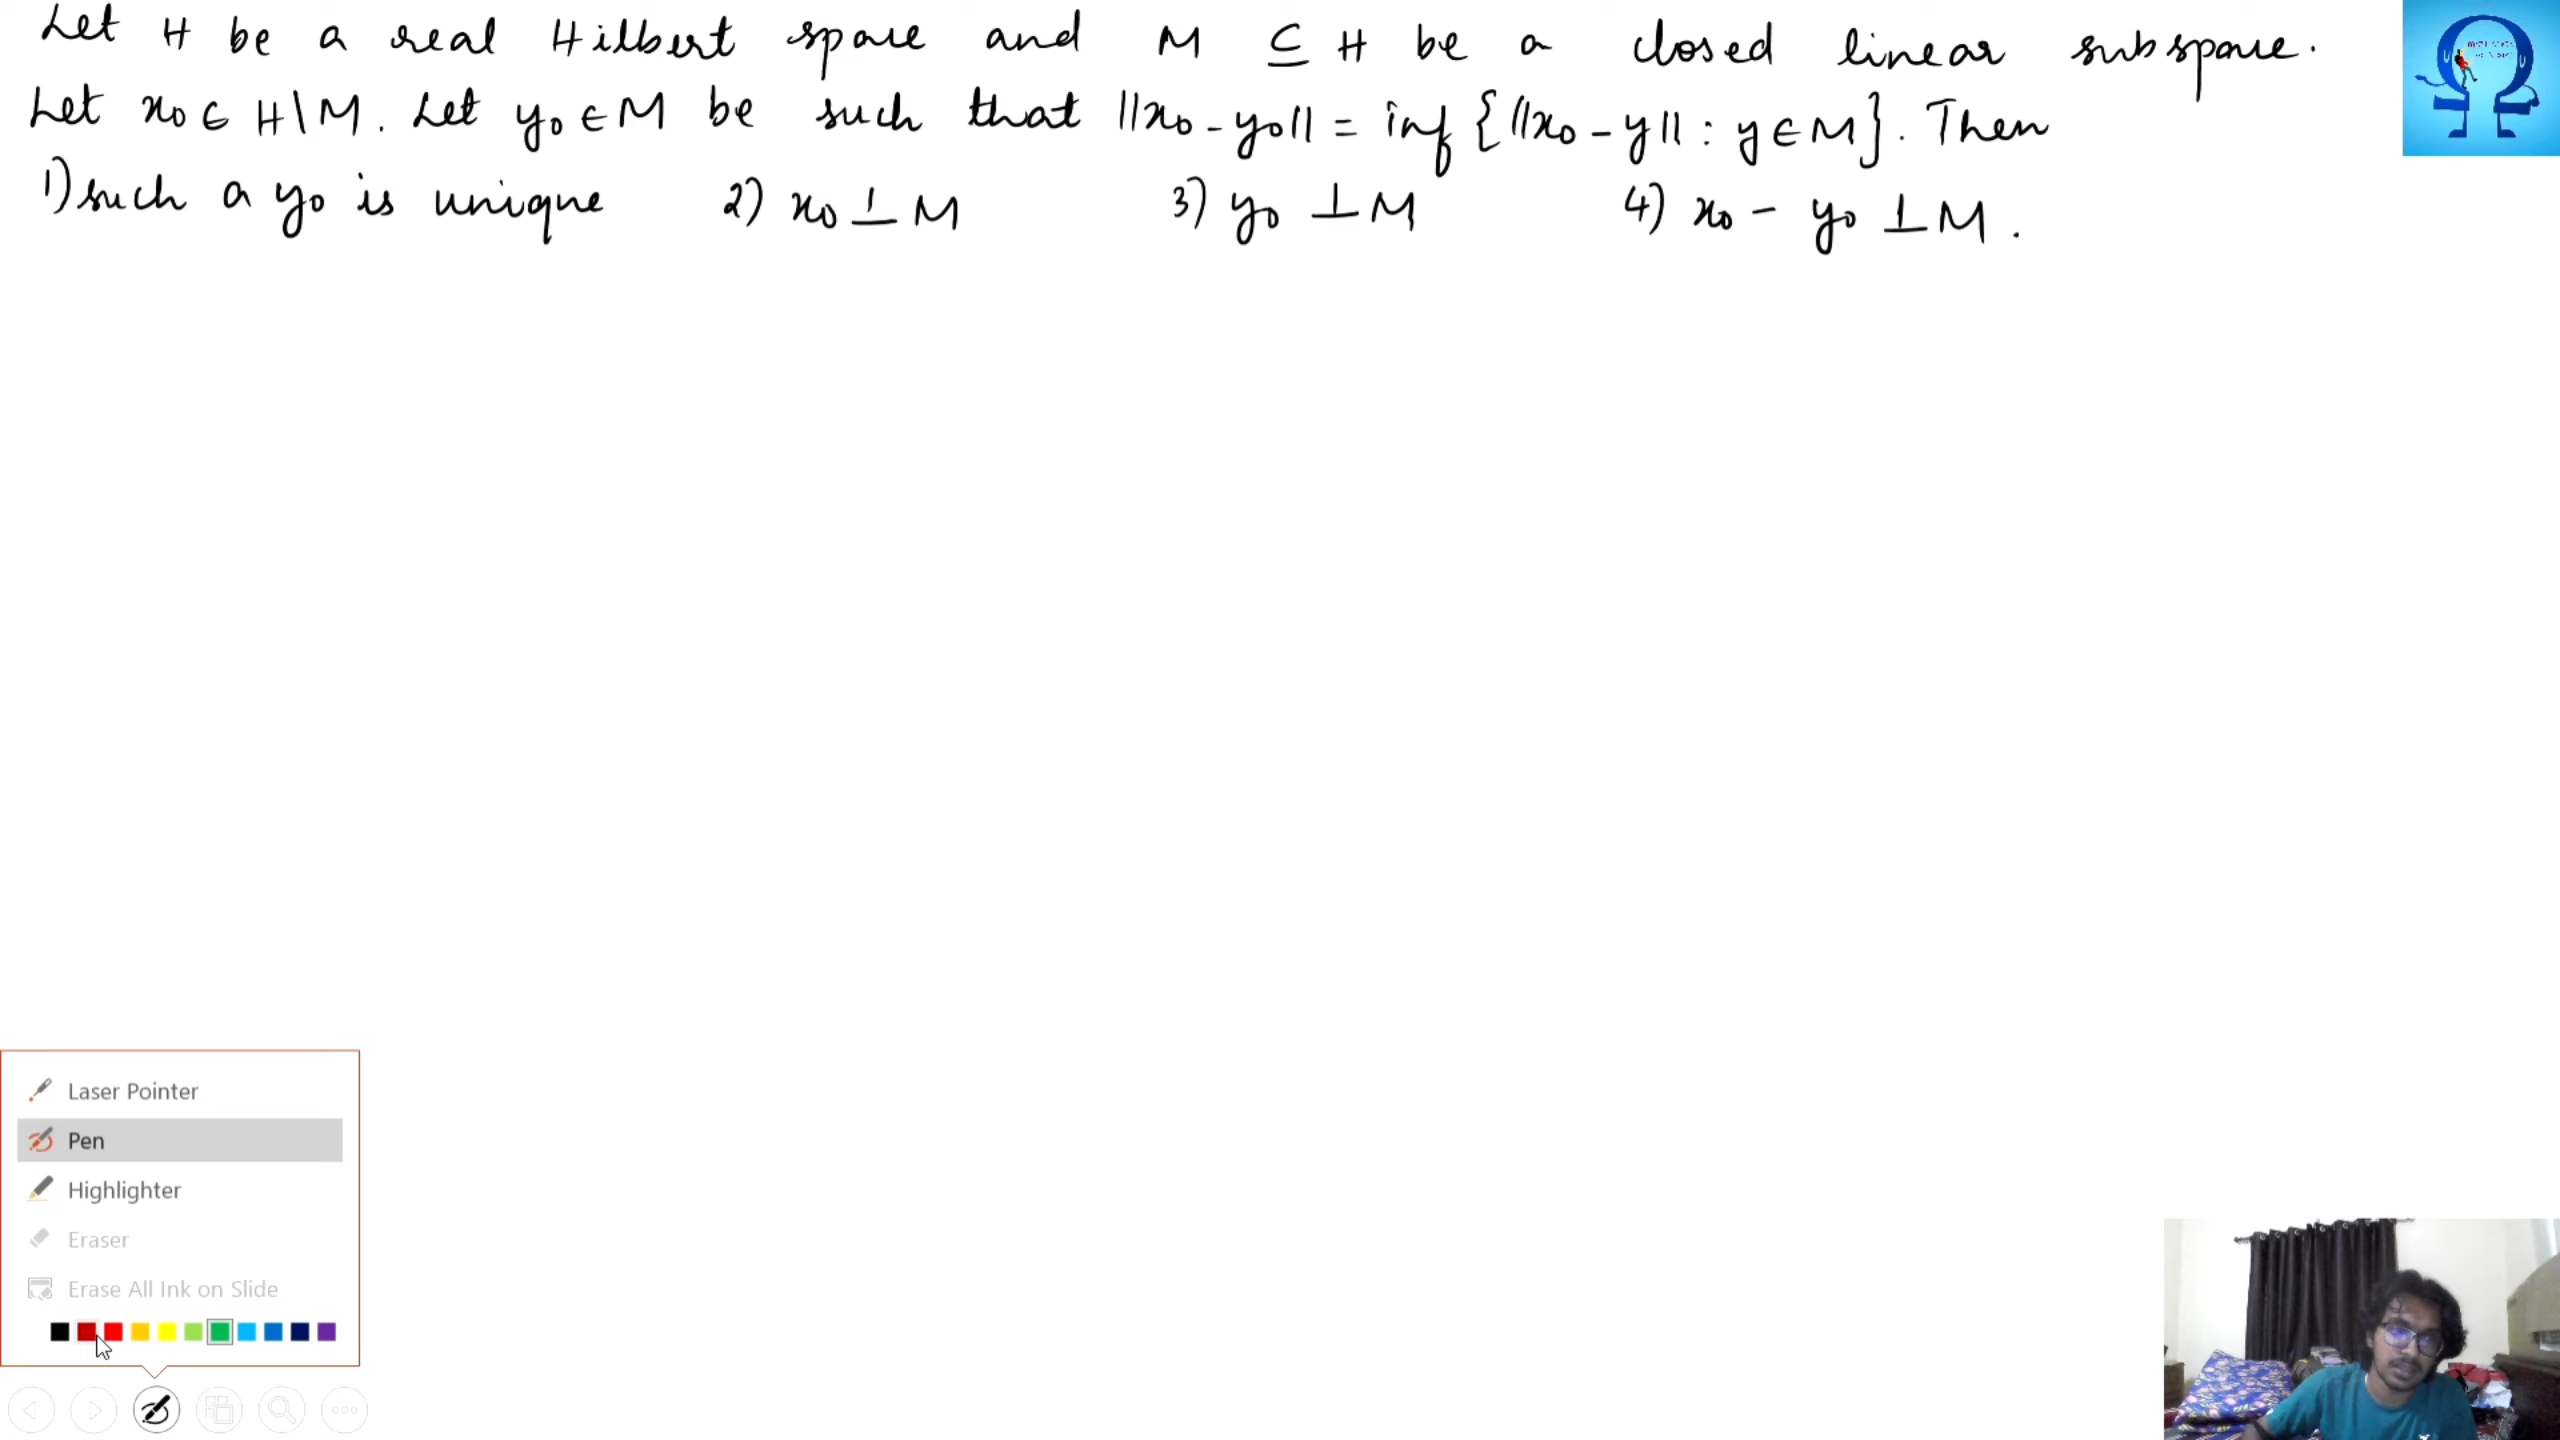 Let H be a real Hilbert space and M ⊆ H be a closed linear subspace.
Let x₀ ∈ H\M. Let y₀ ∈ M be such that ||x₀ - y₀|| = inf {||x₀ - y|| : y ∈ M}. Then
1) such a y₀ is unique 2) x₀ ⊥ M 3) y₀ ⊥ M 4) x₀ - y₀ ⊥ M.
Laser Pointer
Pen
Highlighter
Eraser
Erase All Ink on Slide